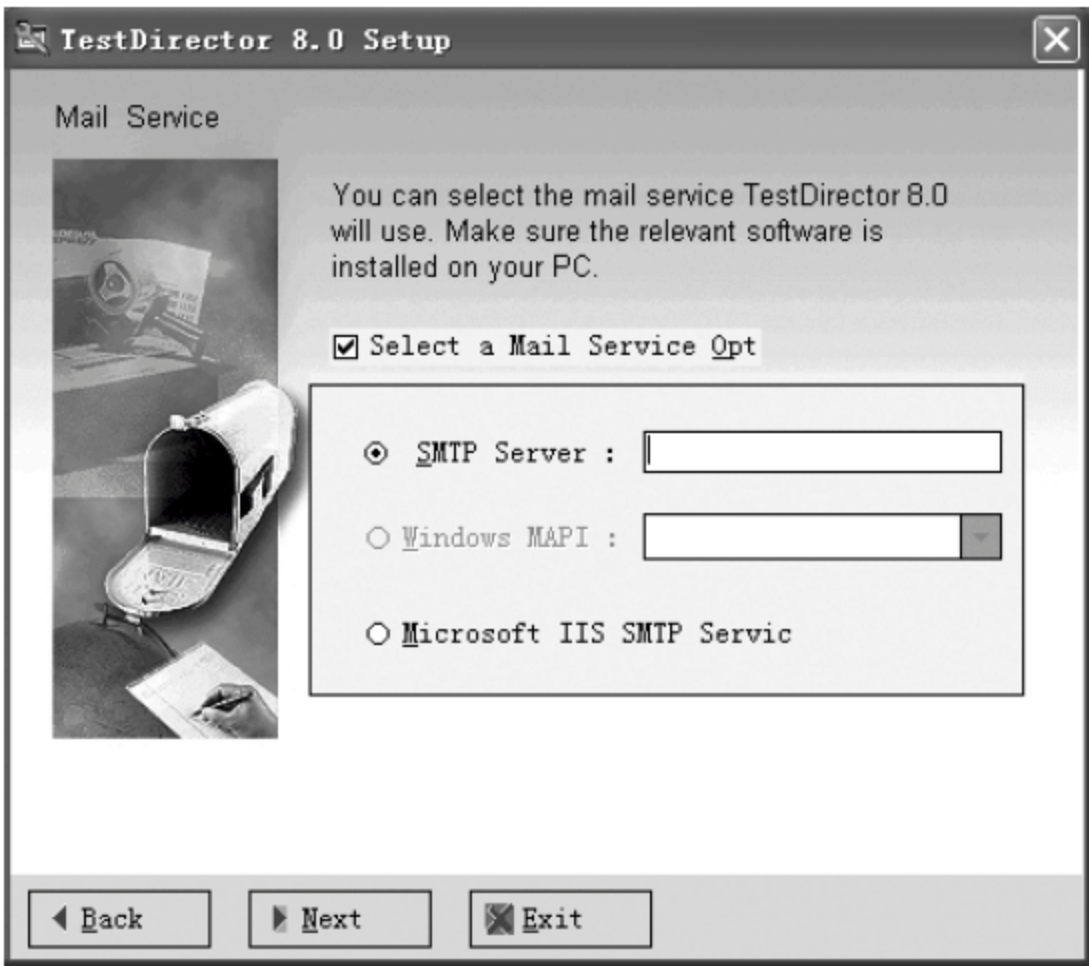 TestDirector 8.0 Setup
Mail Service
You can select the mail service TestDirector 8.0
will use. Make sure the relevant software is
installed on your PC.
Select a Mail Service Opt
SMTP Server :
Windows MAPI :
Microsoft IIS SMTP Servic
Back
Next
Exit